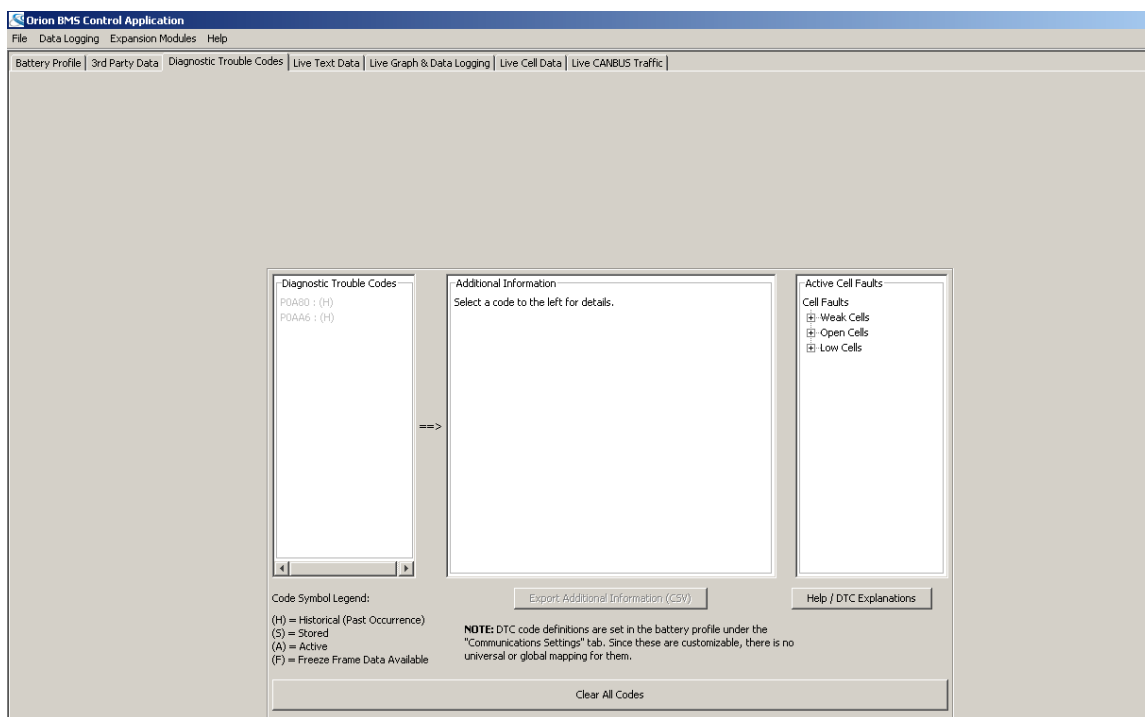 Orion BMS Control Application
File Data Logging Expansion Modules Help
Battery Profile 3rd Party Data Diagnostic Trouble Codes Live Text Data Live Graph & Data Logging Live Cell Data Live CANBUS Traffic
Diagnostic Trouble Codes
P0A80 : (H)
P0AA6 : (H)
==>
Additional Information
Select a code to the left for details.
Active Cell Faults
Cell Faults
Weak Cells
Open Cells
Low Cells
Code Symbol Legend:
(H) = Historical (Past Occurrence)
(S) = Stored
(A) = Active
(F) = Freeze Frame Data Available
Export Additional Information (CSV)
NOTE: DTC code definitions are set in the battery profile under the
"Communications Settings" tab. Since these are customizable, there is no
universal or global mapping for them.
Help / DTC Explanations
Clear All Codes